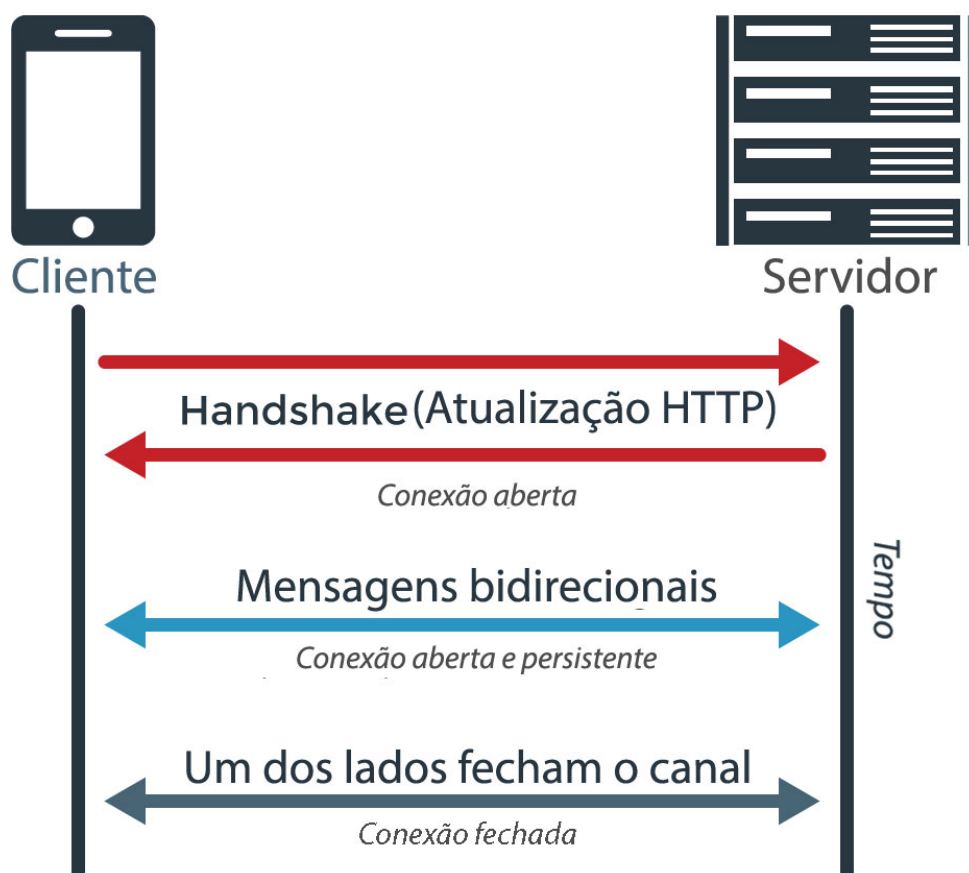 Cliente
Servidor
Handshake (Atualização HTTP)
Conexão aberta
Mensagens bidirecionais
Conexão aberta e persistente
Tempo
Um dos lados fecham o canal
Conexão fechada